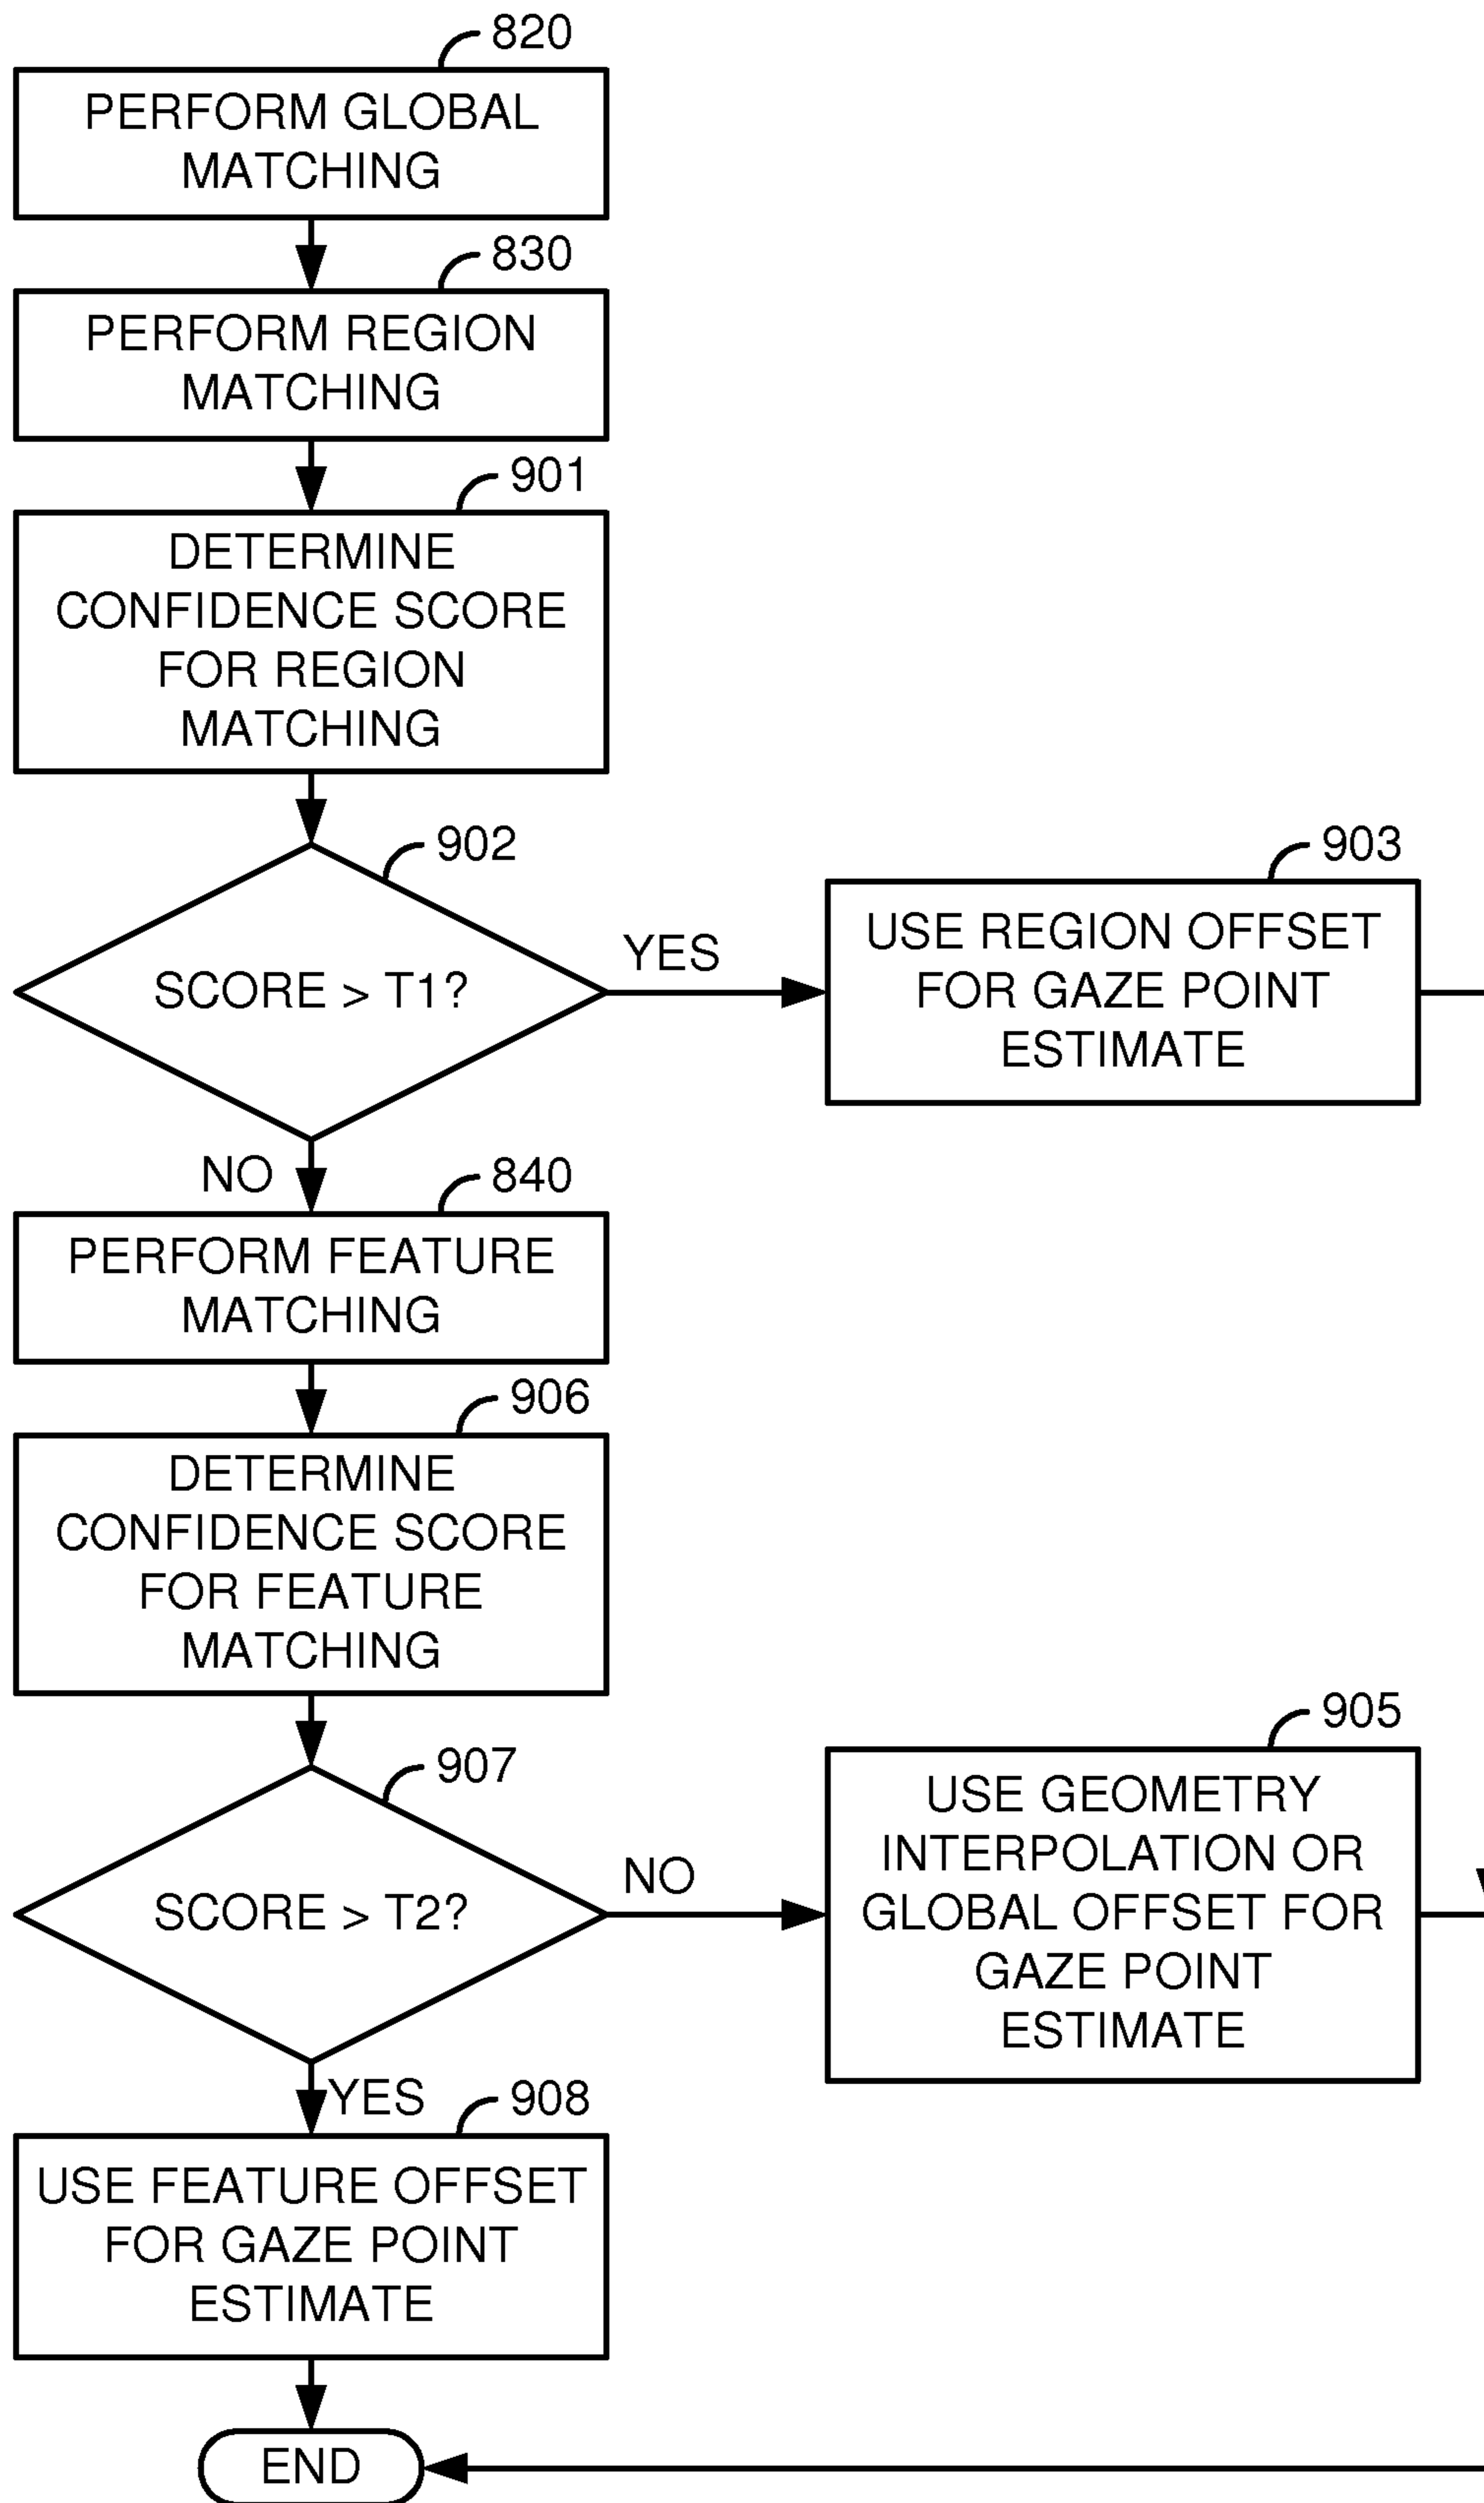 820
PERFORM GLOBAL
MATCHING
830
PERFORM REGION
MATCHING
901
DETERMINE
CONFIDENCE SCORE
FOR REGION
MATCHING
902
SCORE > T1?
YES
903
USE REGION OFFSET
FOR GAZE POINT
ESTIMATE
NO
840
PERFORM FEATURE
MATCHING
906
DETERMINE
CONFIDENCE SCORE
FOR FEATURE
MATCHING
907
SCORE > T2?
NO
905
USE GEOMETRY
INTERPOLATION OR
GLOBAL OFFSET FOR
GAZE POINT
ESTIMATE
YES
908
USE FEATURE OFFSET
FOR GAZE POINT
ESTIMATE
END